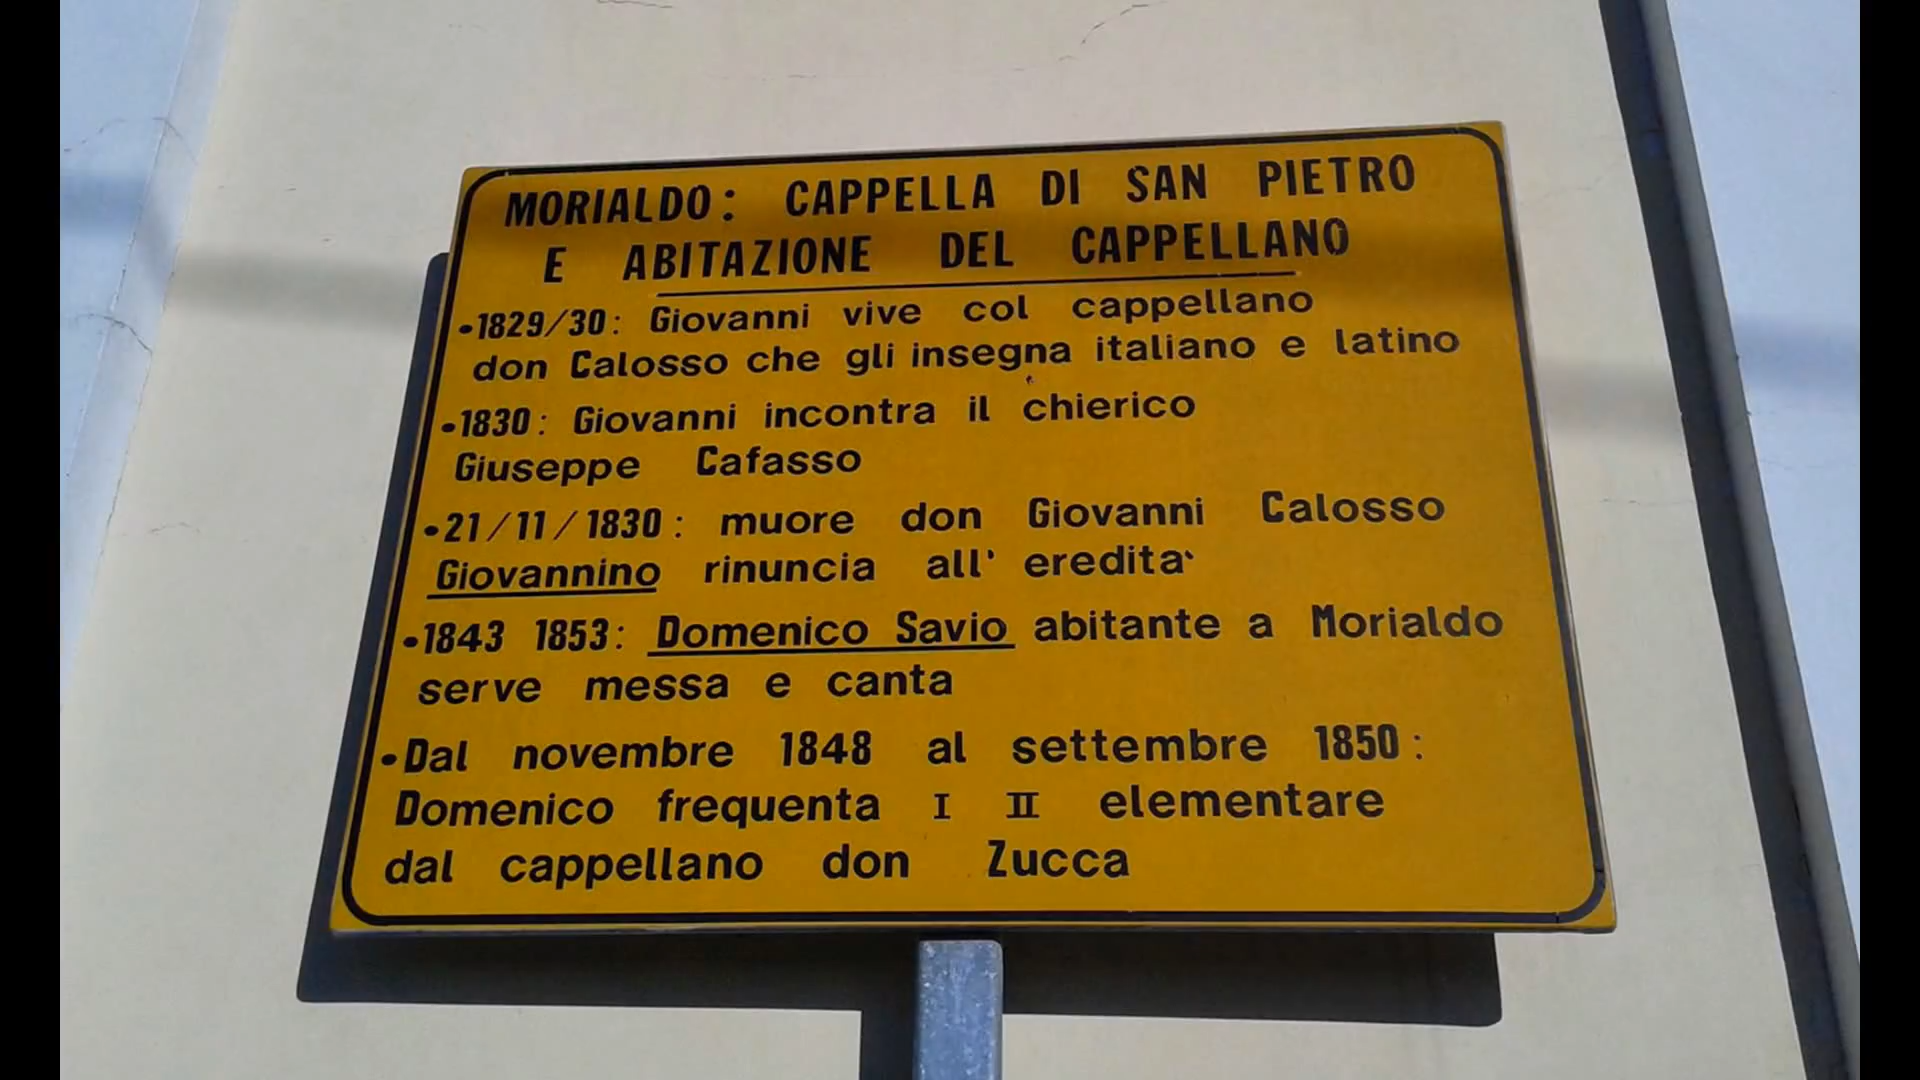 MORIALDO: CAPPELLA DI SAN PIETRO
E ABITAZIONE DEL CAPPELLANO
•1829/30: Giovanni vive col cappellano
don Calosso che gli insegna italiano e latino
•1830: Giovanni incontra il chierico
Giuseppe Cafasso
•21/11/1830: muore don Giovanni Calosso
Giovannino rinuncia all' eredita`
•1843 1853: Domenico Savio abitante a Morialdo
serve messa e canta
•Dal novembre 1848 al settembre 1850:
Domenico frequenta I II elementare
dal cappellano don Zucca